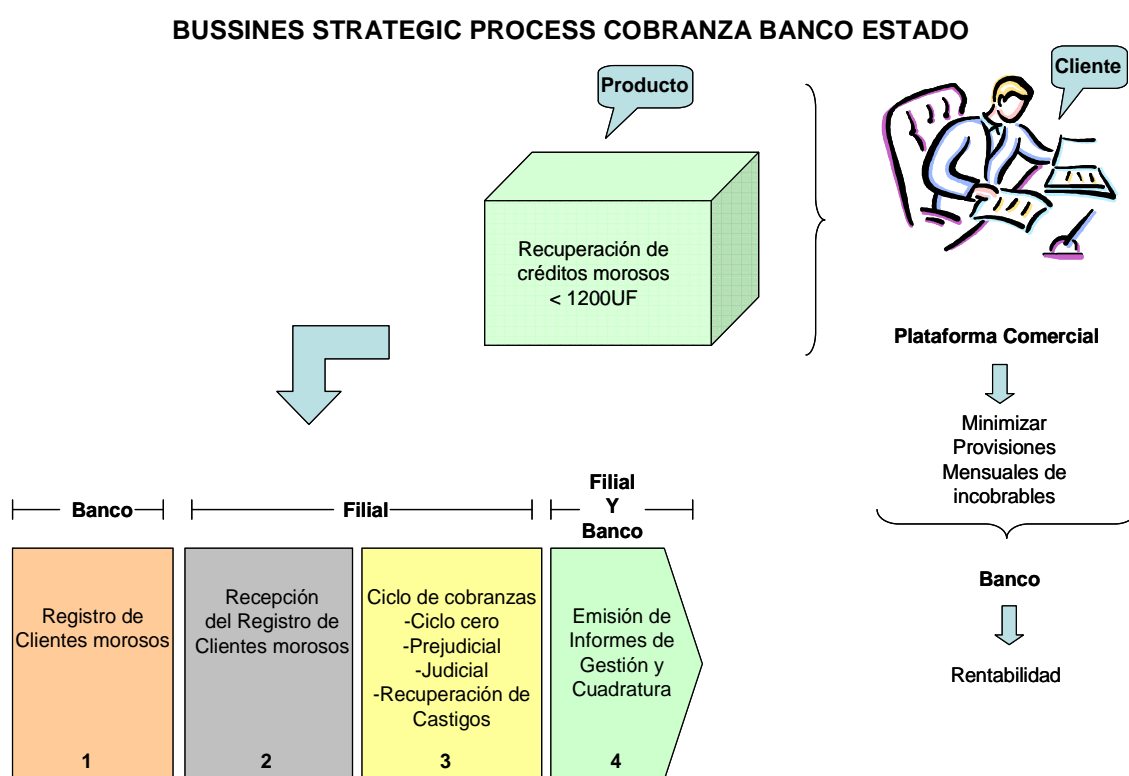 BUSSINES STRATEGIC PROCESS COBRANZA BANCO ESTADO
Producto
Cliente
Recuperación de
créditos morosos
< 1200UF
Plataforma Comercial
Minimizar
Provisiones
Mensuales de
incobrables
Banco
Rentabilidad
Banco
Filial
Filial
Y
Banco
Registro de
Clientes morosos
1
Recepción
del Registro de
Clientes morosos
2
Ciclo de cobranzas
-Ciclo cero
-Prejudicial
-Judicial
-Recuperación de
Castigos
3
Emisión de
Informes de
Gestión y
Cuadratura
4